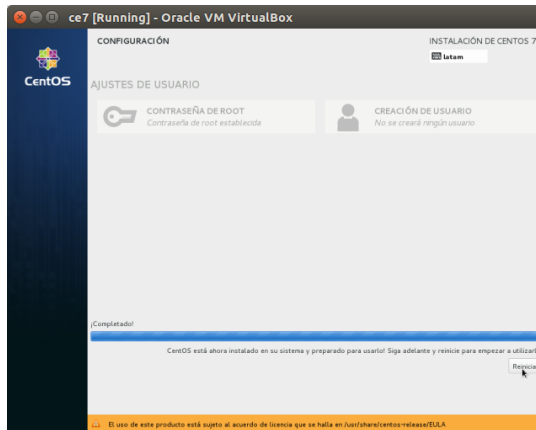 ce7 [Running] - Oracle VM VirtualBox
CentOS
CONFIGURACIÓN
INSTALACIÓN DE CENTOS 7
latam
AJUSTES DE USUARIO
CONTRASEÑA DE ROOT
Contraseña de root establecida
CREACIÓN DE USUARIO
No se creará ningún usuario
¡Completado!
CentOS está ahora instalado en su sistema y preparado para usarlo! Siga adelante y reinicie para empezar a utilizarl
Reinicia
El uso de este producto está sujeto al acuerdo de licencia que se halla en /usr/share/centos-release/EULA